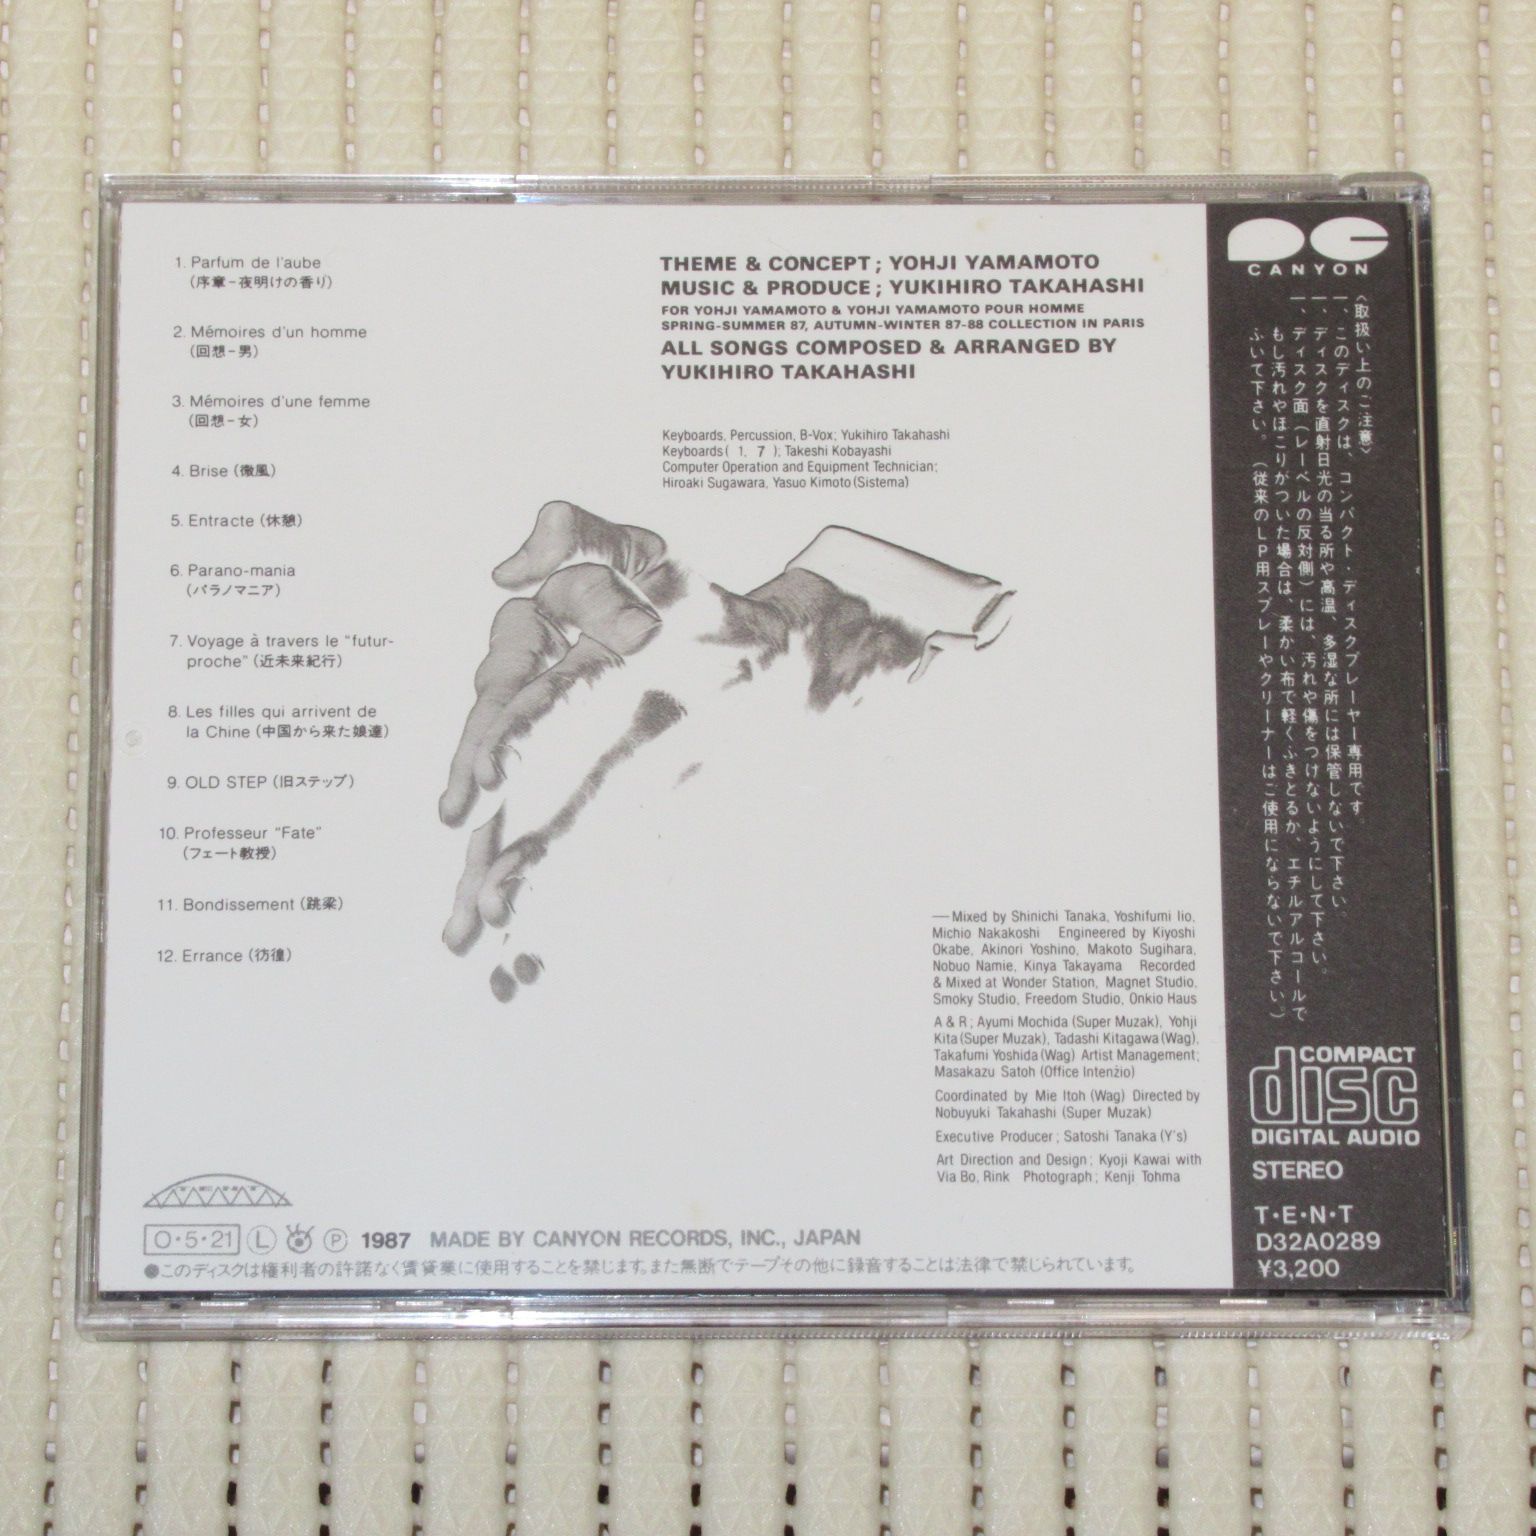 1. Parfum de l'aube
(序章−夜明けの香り)
2. Mémoires d'un homme
(回想−男)
3. Mémoires d'une femme
(回想−女)
4. Brise (微風)
5. Entracte (休憩)
6. Parano-mania
(パラノマニア)
7. Voyage à travers le "futur-
proche" (近未来紀行)
8. Les filles qui arrivent de
la Chine (中国から来た娘達)
9. OLD STEP (旧ステップ)
10. Professeur "Fate"
(フェート教授)
11. Bondissement (跳梁)
12. Errance (彷徨)
THEME & CONCEPT ; YOHJI YAMAMOTO
MUSIC & PRODUCE ; YUKIHIRO TAKAHASHI
FOR YOHJI YAMAMOTO & YOHJI YAMAMOTO POUR HOMME
SPRING-SUMMER 87, AUTUMN-WINTER 87-88 COLLECTION IN PARIS
ALL SONGS COMPOSED & ARRANGED BY
YUKIHIRO TAKAHASHI
Keyboards, Percussion, B-Vox; Yukihiro Takahashi
Keyboards( 1, 7 ); Takeshi Kobayashi
Computer Operation and Equipment Technician;
Hiroaki Sugawara, Yasuo Kimoto (Sistema)
—Mixed by Shinichi Tanaka, Yoshifumi Iio,
Michio Nakakoshi Engineered by Kiyoshi
Okabe, Akinori Yoshino, Makoto Sugihara,
Nobuo Namie, Kinya Takayama Recorded
& Mixed at Wonder Station, Magnet Studio,
Smoky Studio, Freedom Studio, Onkio Haus
A & R ; Ayumi Mochida (Super Muzak), Yohji
Kita (Super Muzak), Tadashi Kitagawa (Wag),
Takafumi Yoshida (Wag) Artist Management;
Masakazu Satoh (Office Intenżio)
Coordinated by Mie Itoh (Wag) Directed by
Nobuyuki Takahashi (Super Muzak)
Executive Producer ; Satoshi Tanaka (Y's)
Art Direction and Design ; Kyoji Kawai with
Via Bo, Rink Photograph ; Kenji Tohma
TENT
O・5・21 L P 1987 MADE BY CANYON RECORDS, INC., JAPAN
●このディスクは権利者の許諾なく賃貸業に使用することを禁じます。また無断でテープその他に録音することは法律で禁じられています。
PC
CANYON
〈取扱い上のご注意〉
一、このディスクは、コンパクト・ディスクプレーヤー専用です。
一、ディスクを直射日光の当る所や高温、多湿な所には保管しないで下さい。
一、ディスク面(レーベルの反対側)には、汚れや傷をつけないようにして下さい。
もし汚れやほこりがついた場合は、柔かい布で軽くふきとるか、エチルアルコールで
ふいて下さい。(従来のLP用スプレーやクリーナーはご使用にならないで下さい。)
COMPACT
disc
DIGITAL AUDIO
STEREO
T・E・N・T
D32A0289
¥3,200